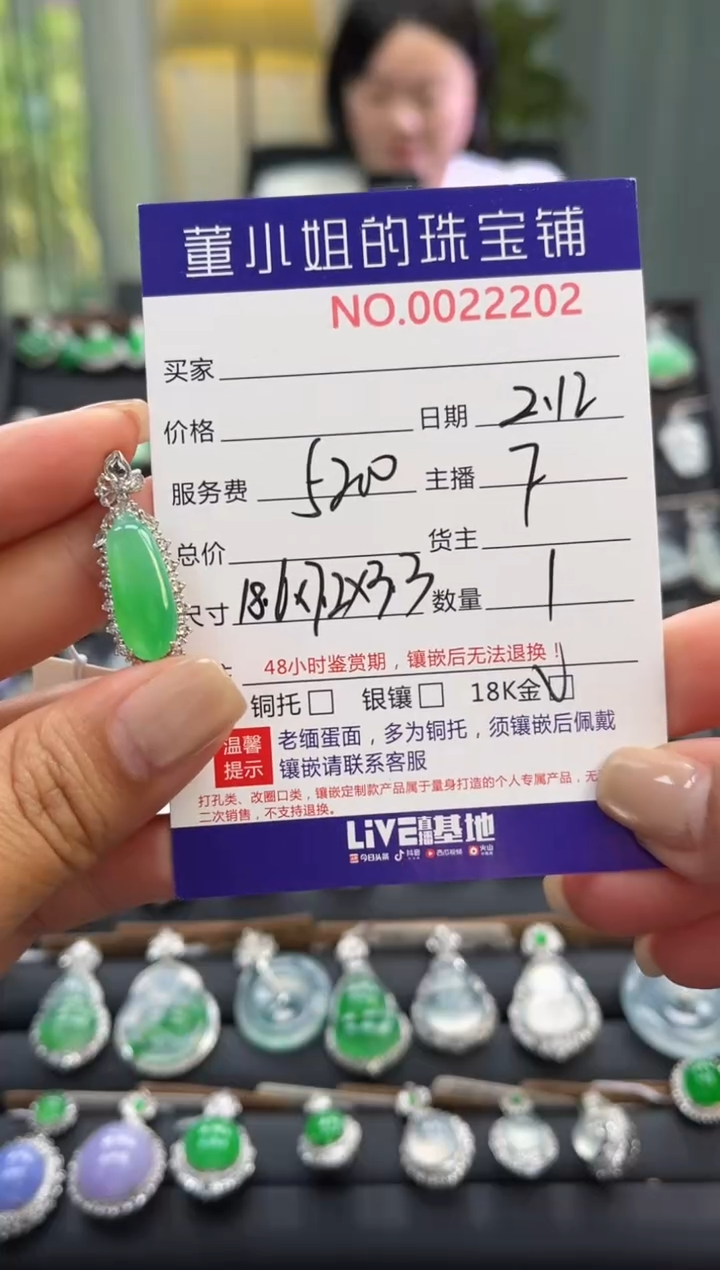 董小姐的珠宝铺
NO.0022202
买家
价格 日期 2.12
服务费 5200 主播 7
总价 货主
尺寸 18.6x7.2x3.3 数量 1
48小时鉴赏期，镶嵌后无法退换！
铜托□ 银镶□ 18K金☑
温馨提示 老缅蛋面，多为铜托，须镶嵌后佩戴
镶嵌请联系客服
打孔类、改圈口类，镶嵌定制款产品属于量身打造的个人专属产品，无
二次销售，不支持退换。
LiVE直播基地
今日头条 抖音 西瓜视频 火山